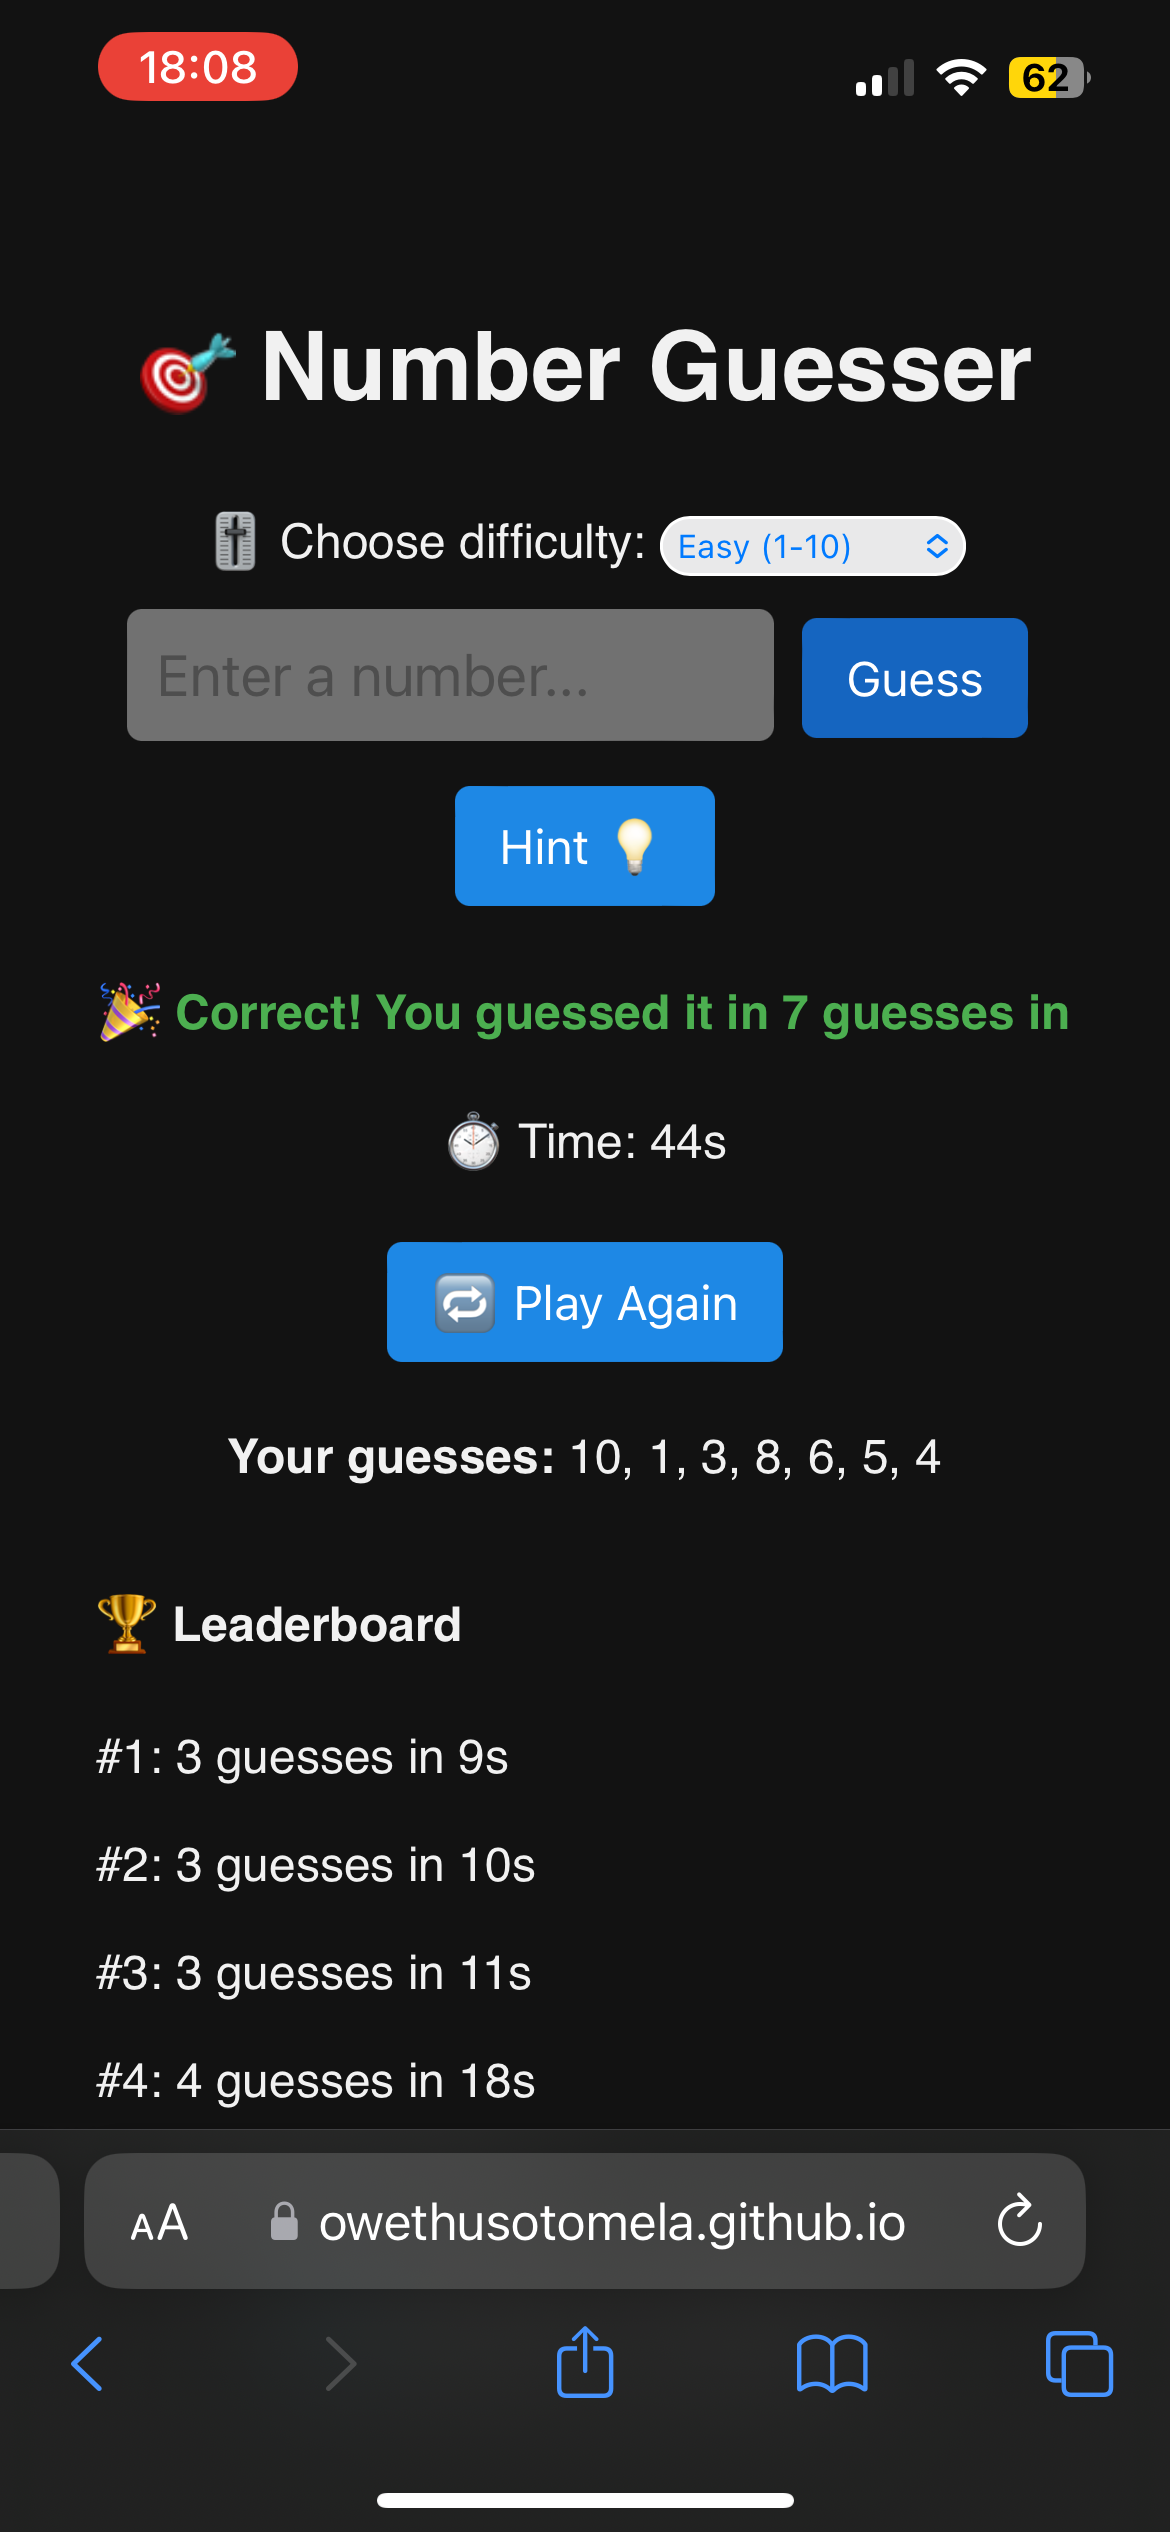 18:08
62
Number Guesser
Choose difficulty: Easy (1-10)
Enter a number...
Guess
Hint
Correct! You guessed it in 7 guesses in
Time: 44s
Play Again
Your guesses: 10, 1, 3, 8, 6, 5, 4
Leaderboard
#1: 3 guesses in 9s
#2: 3 guesses in 10s
#3: 3 guesses in 11s
#4: 4 guesses in 18s
AA
owethusotomela.github.io